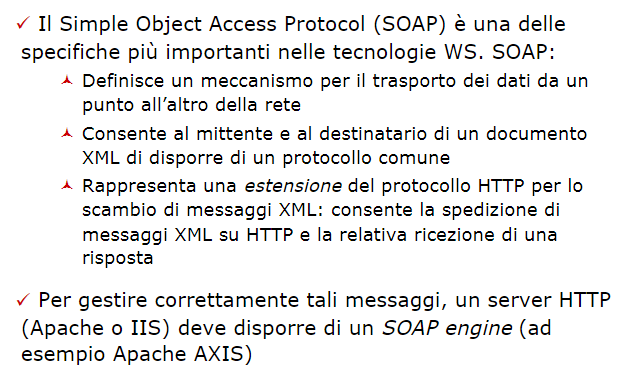 ✓ Il Simple Object Access Protocol (SOAP) è una delle
specifiche più importanti nelle tecnologie WS. SOAP:
Definisce un meccanismo per il trasporto dei dati da un
punto all’altro della rete
Consente al mittente e al destinatario di un documento
XML di disporre di un protocollo comune
Rappresenta una estensione del protocollo HTTP per lo
scambio di messaggi XML: consente la spedizione di
messaggi XML su HTTP e la relativa ricezione di una
risposta
✓ Per gestire correttamente tali messaggi, un server HTTP
(Apache o IIS) deve disporre di un SOAP engine (ad
esempio Apache AXIS)